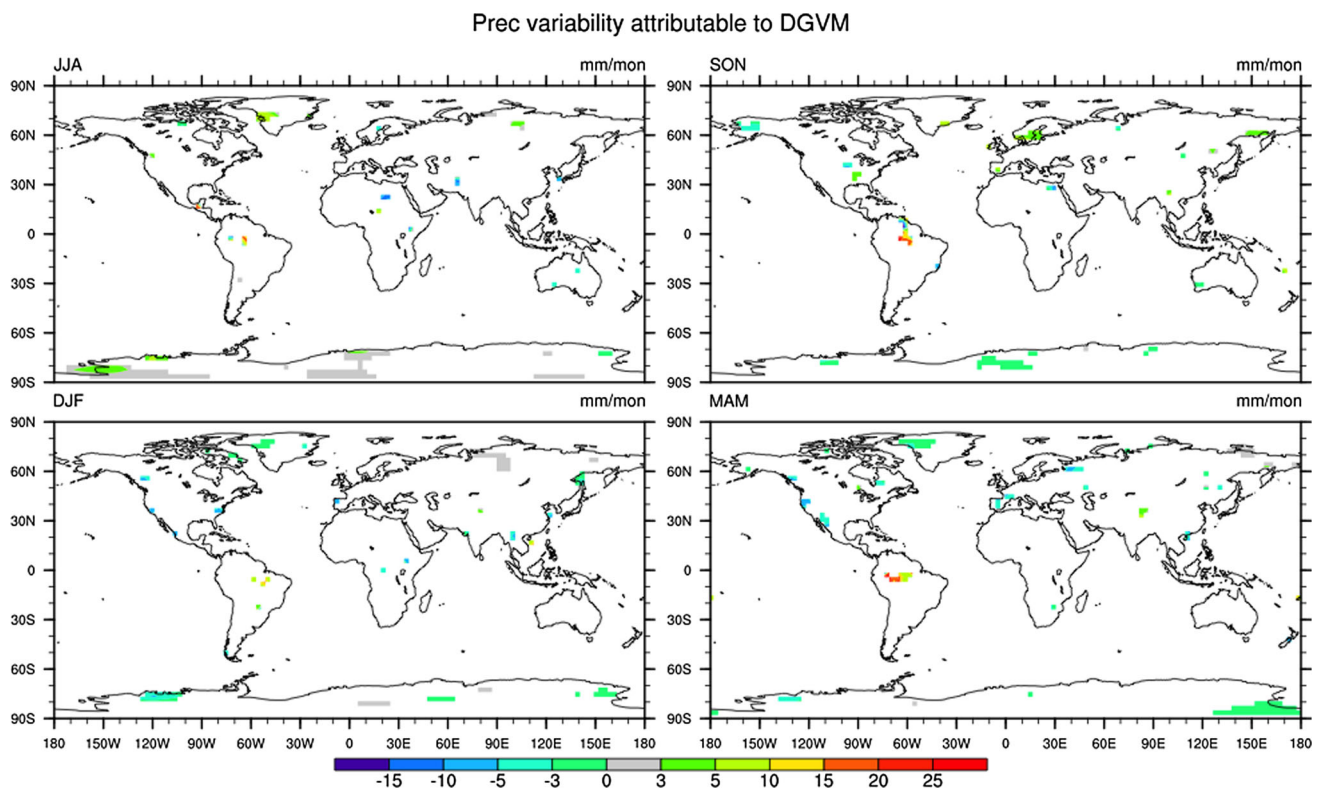 Prec variability attributable to DGVM
JJA mm/mon
SON mm/mon
90N
60N
30N
0
30S
60S
90S
90N
60N
30N
0
30S
60S
90S
DJF mm/mon
MAM mm/mon
90N
60N
30N
0
30S
60S
90S
180 150W 120W 90W 60W 30W 0 30E 60E 90E 120E 150E 180
90N
60N
30N
0
30S
60S
90S
180 150W 120W 90W 60W 30W 0 30E 60E 90E 120E 150E 180
-15 -10 -5 -3 0 3 5 10 15 20 25